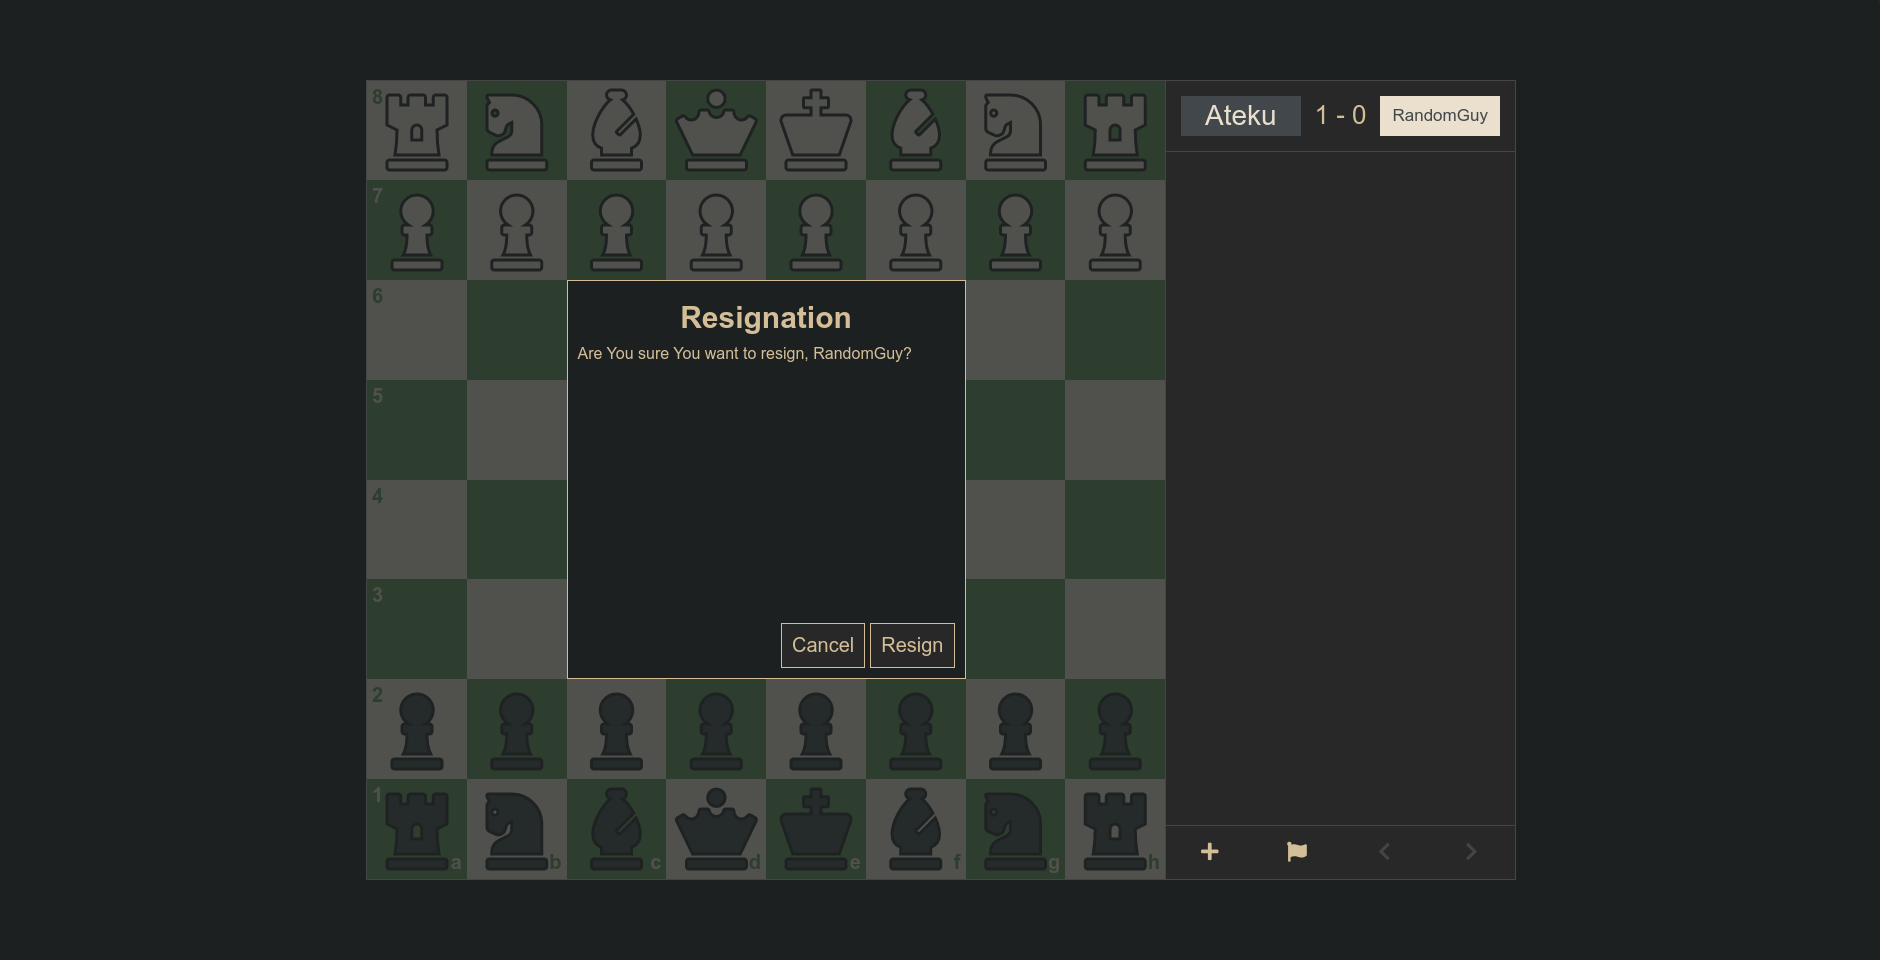 8
Ateku 1 - 0 RandomGuy
7
6
Resignation
Are You sure You want to resign, RandomGuy?
5
4
3
Cancel Resign
2
1
a b c d e f g h